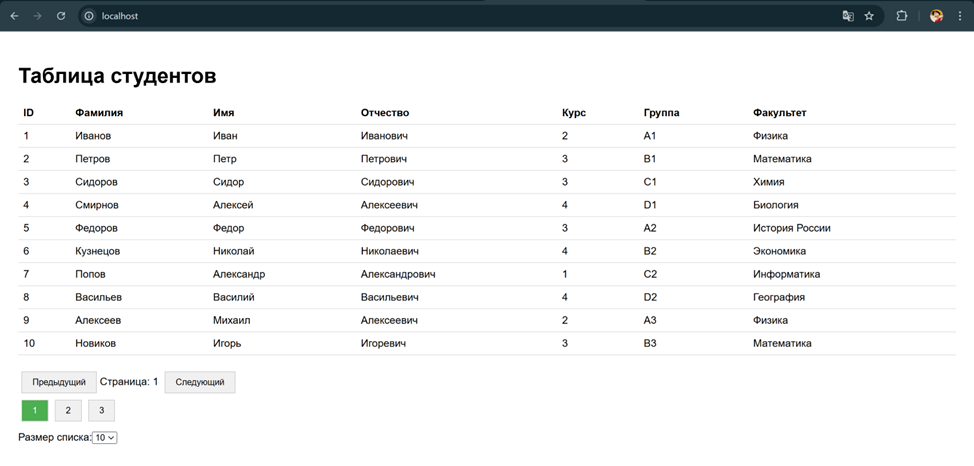 localhost
Таблица студентов
ID Фамилия Имя Отчество Курс Группа Факультет
1 Иванов Иван Иванович 2 A1 Физика
2 Петров Петр Петрович 3 B1 Математика
3 Сидоров Сидор Сидорович 3 C1 Химия
4 Смирнов Алексей Алексеевич 4 D1 Биология
5 Федоров Федор Федорович 3 A2 История России
6 Кузнецов Николай Николаевич 4 B2 Экономика
7 Попов Александр Александрович 1 C2 Информатика
8 Васильев Василий Васильевич 4 D2 География
9 Алексеев Михаил Алексеевич 2 A3 Физика
10 Новиков Игорь Игоревич 3 B3 Математика
Предыдущий Страница: 1 Следующий
1 2 3
Размер списка: 10